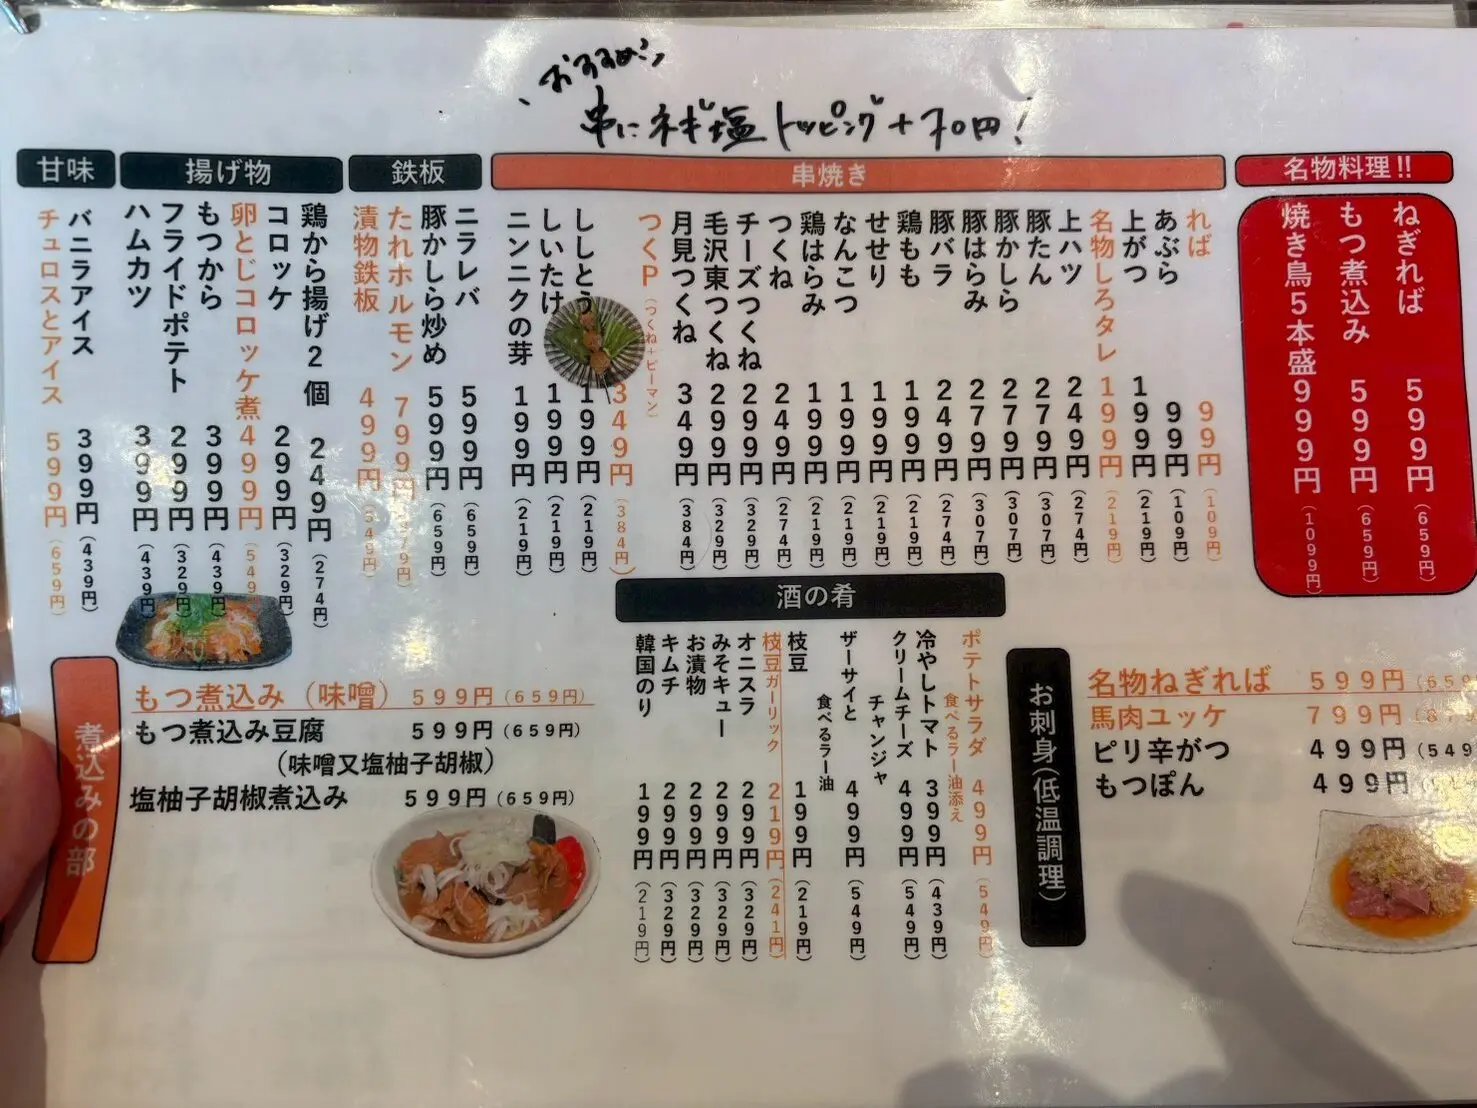 おすすめ!!
串にネギ塩トッピング+70円!
名物料理!!
ねぎれば 599円(659円)
もつ煮込み 599円(659円)
焼き鳥5本盛 999円(1099円)
串焼き
れば 99円(109円)
あぶら 99円(109円)
上がつ 199円(219円)
名物しろタレ 199円(219円)
上ハツ 249円(274円)
豚たん 279円(307円)
豚かしら 279円(307円)
豚はらみ 279円(307円)
豚バラ 249円(274円)
鶏もも 199円(219円)
せせり 199円(219円)
なんこつ 199円(219円)
鶏はらみ 199円(219円)
つくね 249円(274円)
チーズつくね 299円(329円)
毛沢東つくね 299円(329円)
月見つくね 349円(384円)
つくP(つくね+ピーマン) 349円(384円)
ししとう 199円(219円)
しいたけ 199円(219円)
ニンニクの芽 199円(219円)
鉄板
ニラレバ 599円(659円)
豚かしら炒め 599円(659円)
たれホルモン 799円(879円)
漬物鉄板 499円(549円)
揚げ物
鶏から揚げ2個 249円(274円)
コロッケ 299円(329円)
卵とじコロッケ煮 499円(549
もつから 399円(439円)
フライドポテト 299円(329円)
ハムカツ 399円(439円)
甘味
バニラアイス 399円(439円)
チュロスとアイス 599円(659円)
煮込みの部
もつ煮込み(味噌) 599円(659円)
もつ煮込み豆腐 599円(659円)
(味噌又塩柚子胡椒)
塩柚子胡椒煮込み 599円(659円)
酒の肴
ポテトサラダ
食べるラー油添え 499円(549円)
冷やしトマト 399円(439円)
クリームチーズ
チャンジャ 499円(549円)
ザーサイと
食べるラー油 499円(549円)
枝豆 199円(219円)
枝豆ガーリック 219円(241円)
オニスラ 299円(329円)
みそキュー 299円(329円)
お漬物 299円(329円)
キムチ 299円(329円)
韓国のり 199円(219円)
お刺身(低温調理)
名物ねぎれば 599円(659
馬肉ユッケ 799円(879
ピリ辛がつ 499円(549
もつぽん 499円